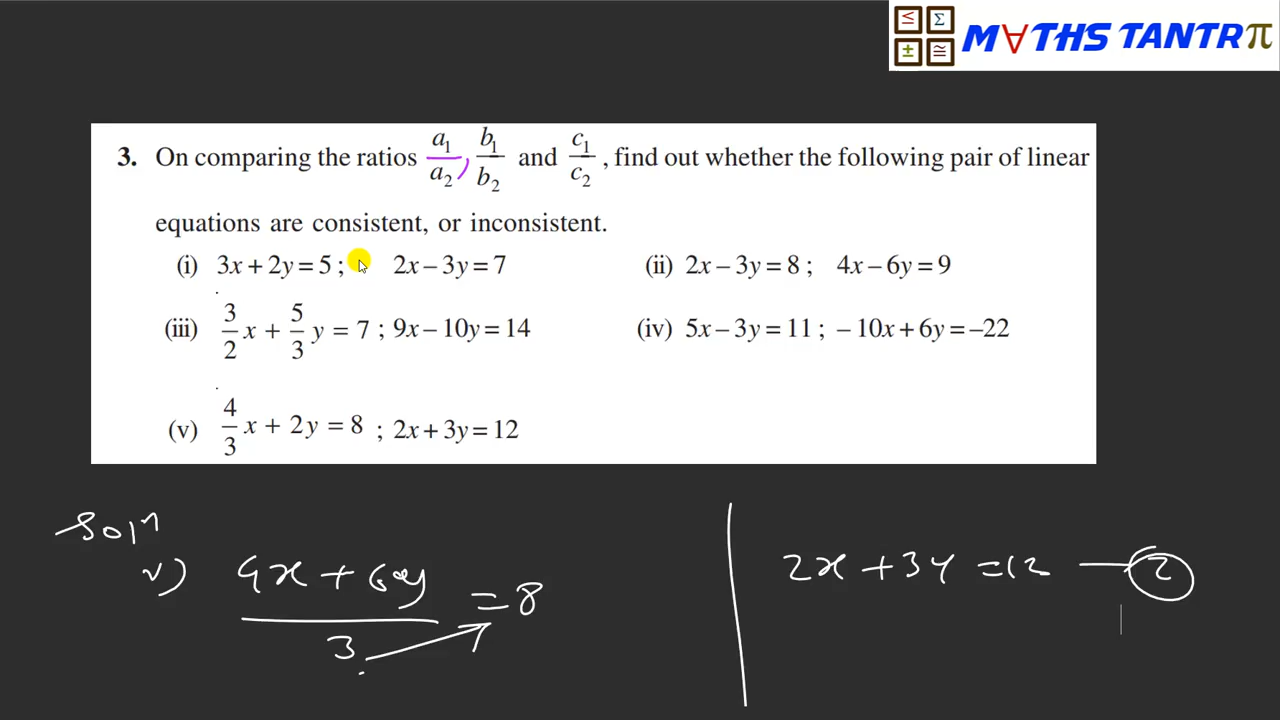 ≤ Σ ± ≅ M∀THS TANTRπ
3. On comparing the ratios a₁/a₂, b₁/b₂ and c₁/c₂, find out whether the following pair of linear
equations are consistent, or inconsistent.
(i) 3x + 2y = 5 ; 2x – 3y = 7 (ii) 2x – 3y = 8 ; 4x – 6y = 9
(iii) 3/2 x + 5/3 y = 7 ; 9x – 10y = 14 (iv) 5x – 3y = 11 ; – 10x + 6y = –22
(v) 4/3 x + 2y = 8 ; 2x + 3y = 12
Solⁿ
v) (4x + 6y)/3 = 8 2x + 3y = 12 — 2